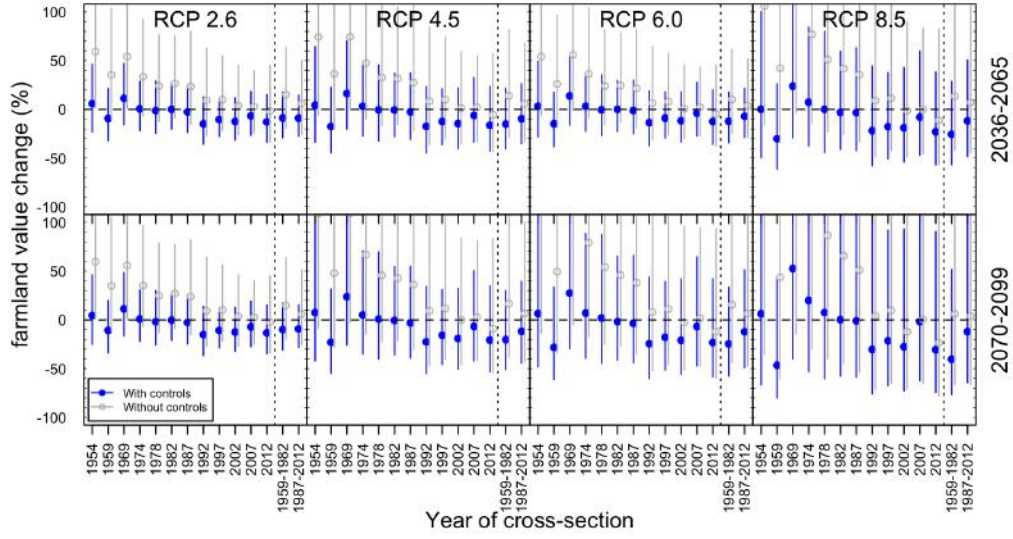 RCP 2.6 RCP 4.5 RCP 6.0 RCP 8.5
100
50
0
-50
-100
100
50
0
-50
-100
farmland value change (%)
2036-2065
2070-2099
With controls
Without controls
1954 1959 1969 1974 1978 1982 1987 1992 1997 2002 2007 2012 1959-1982 1987-2012
1954 1959 1969 1974 1978 1982 1987 1992 1997 2002 2007 2012 1959-1982 1987-2012
1954 1959 1969 1974 1978 1982 1987 1992 1997 2002 2007 2012 1959-1982 1987-2012
1954 1959 1969 1974 1978 1982 1987 1992 1997 2002 2007 2012 1959-1982 1987-2012
Year of cross-section